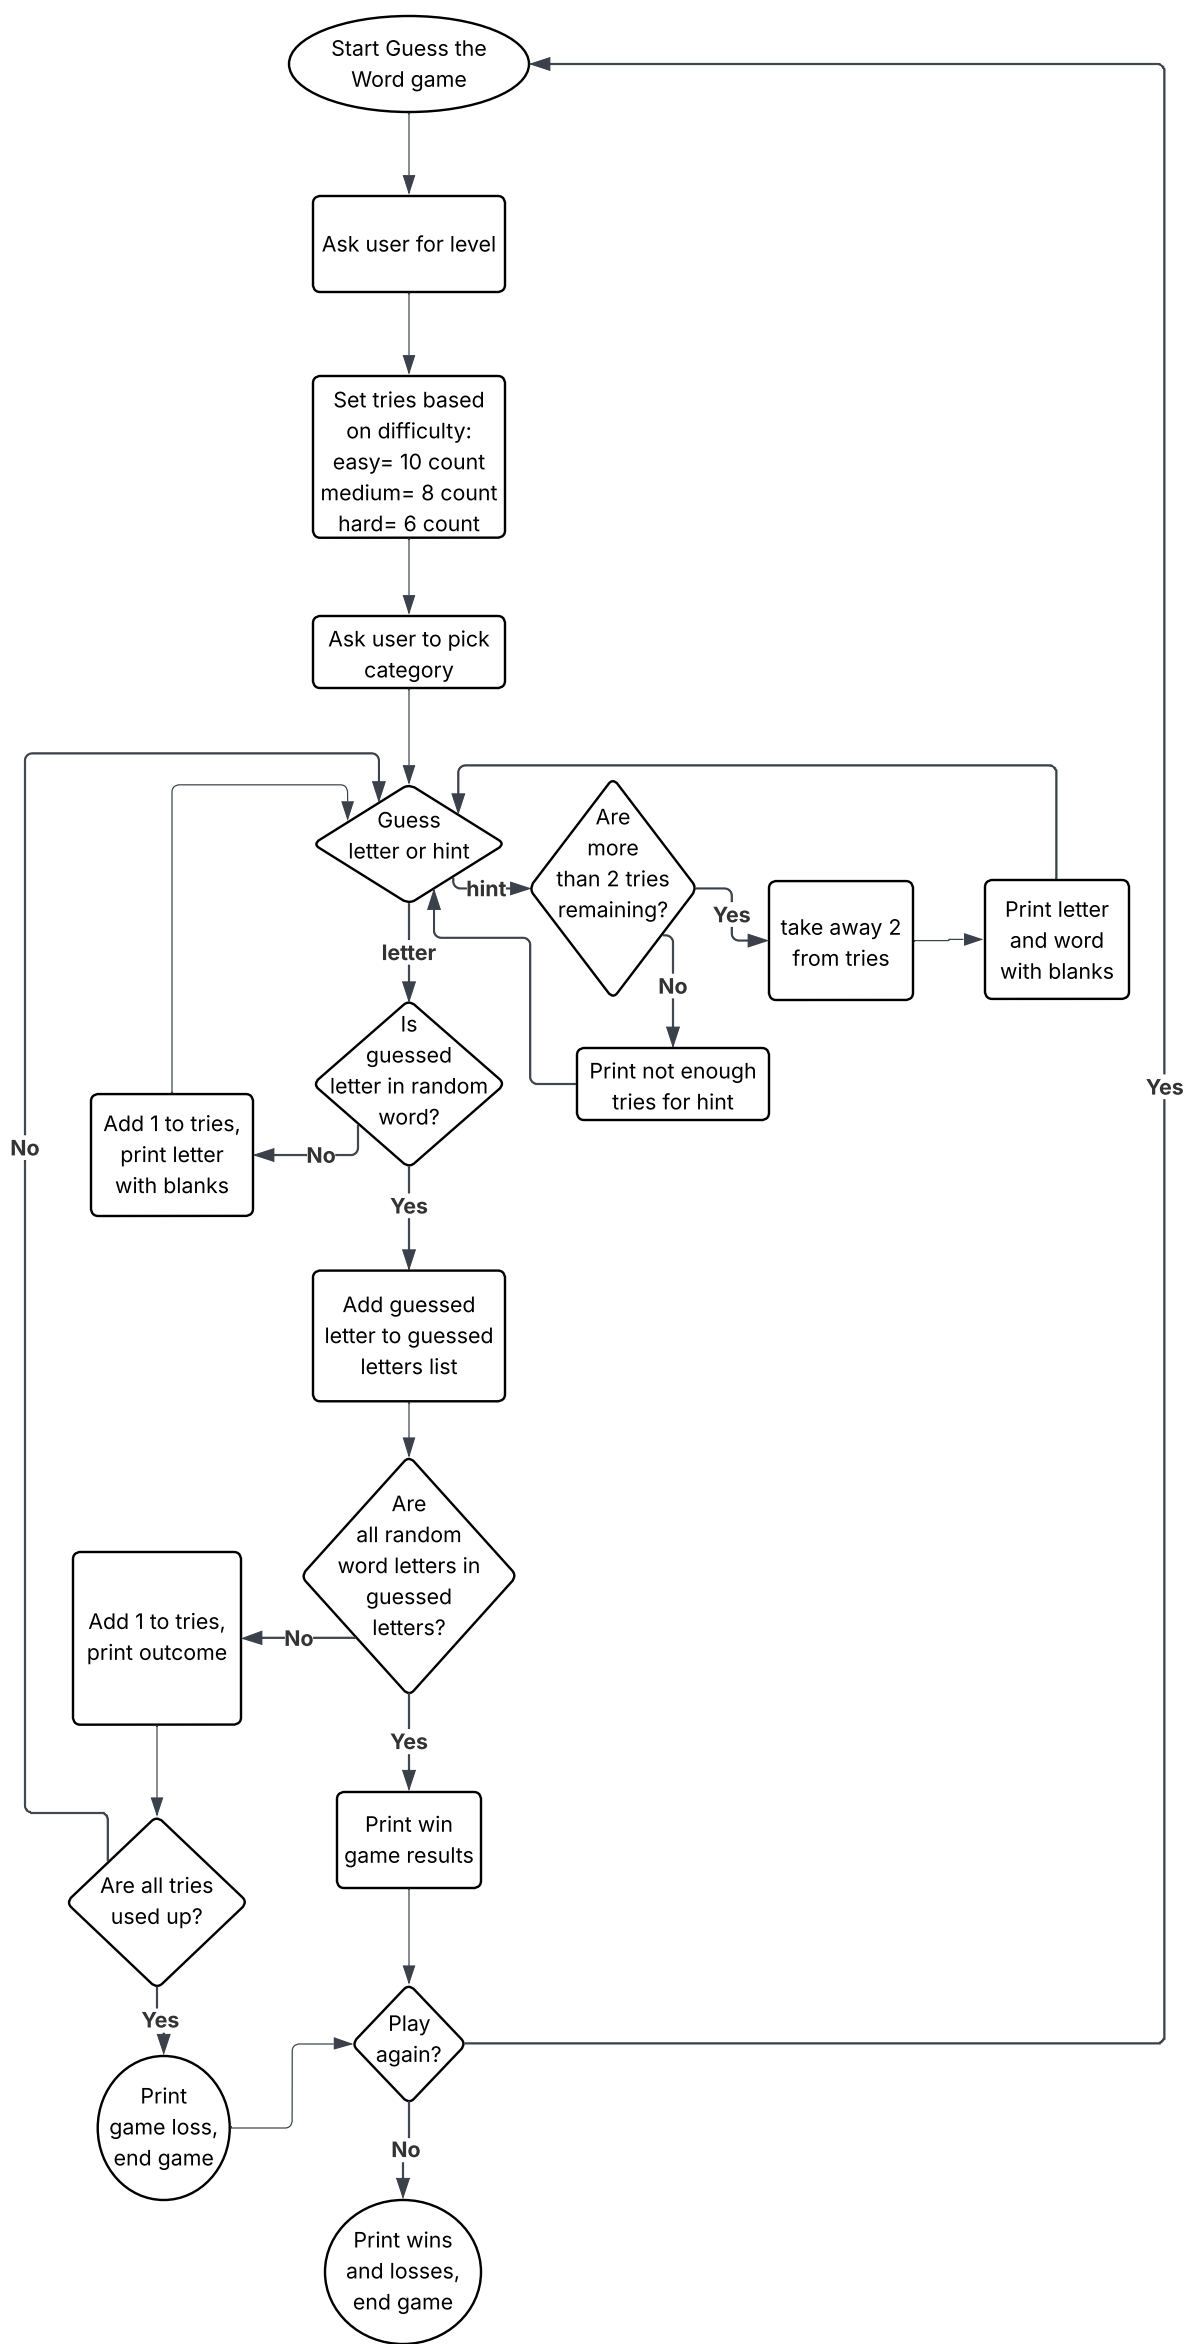 Start Guess the
Word game
Ask user for level
Set tries based
on difficulty:
easy= 10 count
medium= 8 count
hard= 6 count
Ask user to pick
category
Guess
letter or hint
hint
Are
more
than 2 tries
remaining?
Yes
take away 2
from tries
Print letter
and word
with blanks
No
Print not enough
tries for hint
letter
Is
guessed
letter in random
word?
No
Add 1 to tries,
print letter
with blanks
Yes
Add guessed
letter to guessed
letters list
Are
all random
word letters in
guessed
letters?
No
Add 1 to tries,
print outcome
Are all tries
used up?
No
Yes
Print
game loss,
end game
Yes
Print win
game results
Play
again?
Yes
No
Print wins
and losses,
end game